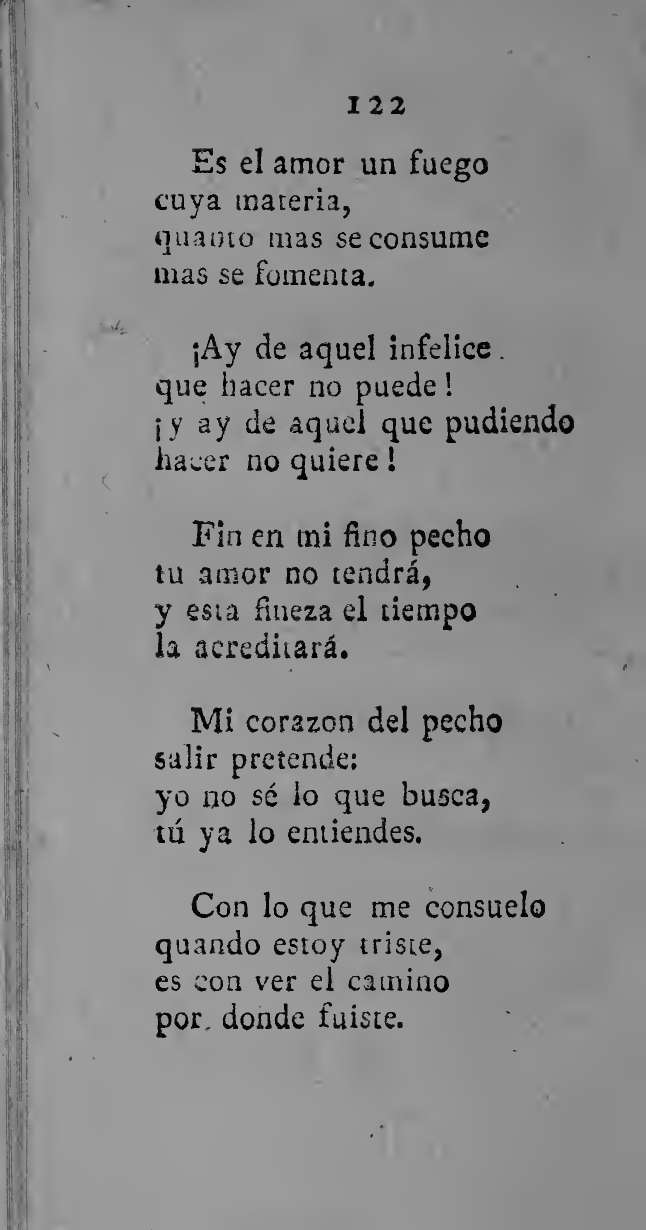 122
Es el amor un fuego
cuya materia,
quanto mas se consume
mas se fomenta.
¡Ay de aquel infelice
que hacer no puede!
¡y ay de aquel que pudiendo
hacer no quiere!
Fin en mi fino pecho
tu amor no tendrá,
y esta fineza el tiempo
la acreditará.
Mi corazon del pecho
salir pretende:
yo no sé lo que busca,
tú ya lo entiendes.
Con lo que me consuelo
quando estoy triste,
es con ver el camino
por donde fuiste.